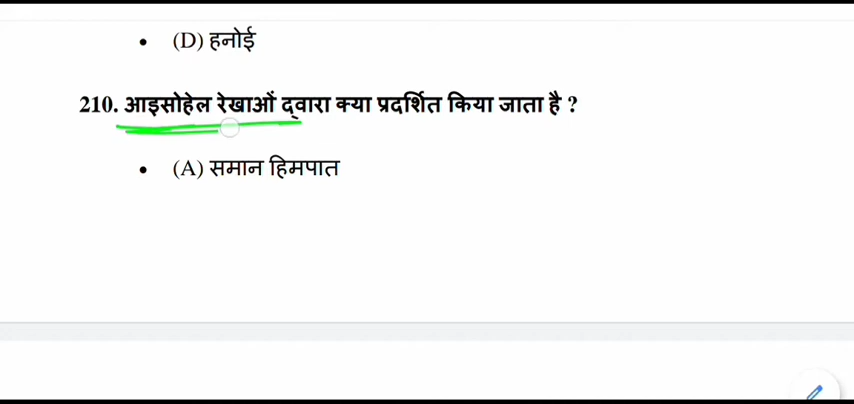 • (D) हनोई
210. आइसोहेल रेखाओं द्वारा क्या प्रदर्शित किया जाता है ?
• (A) समान हिमपात